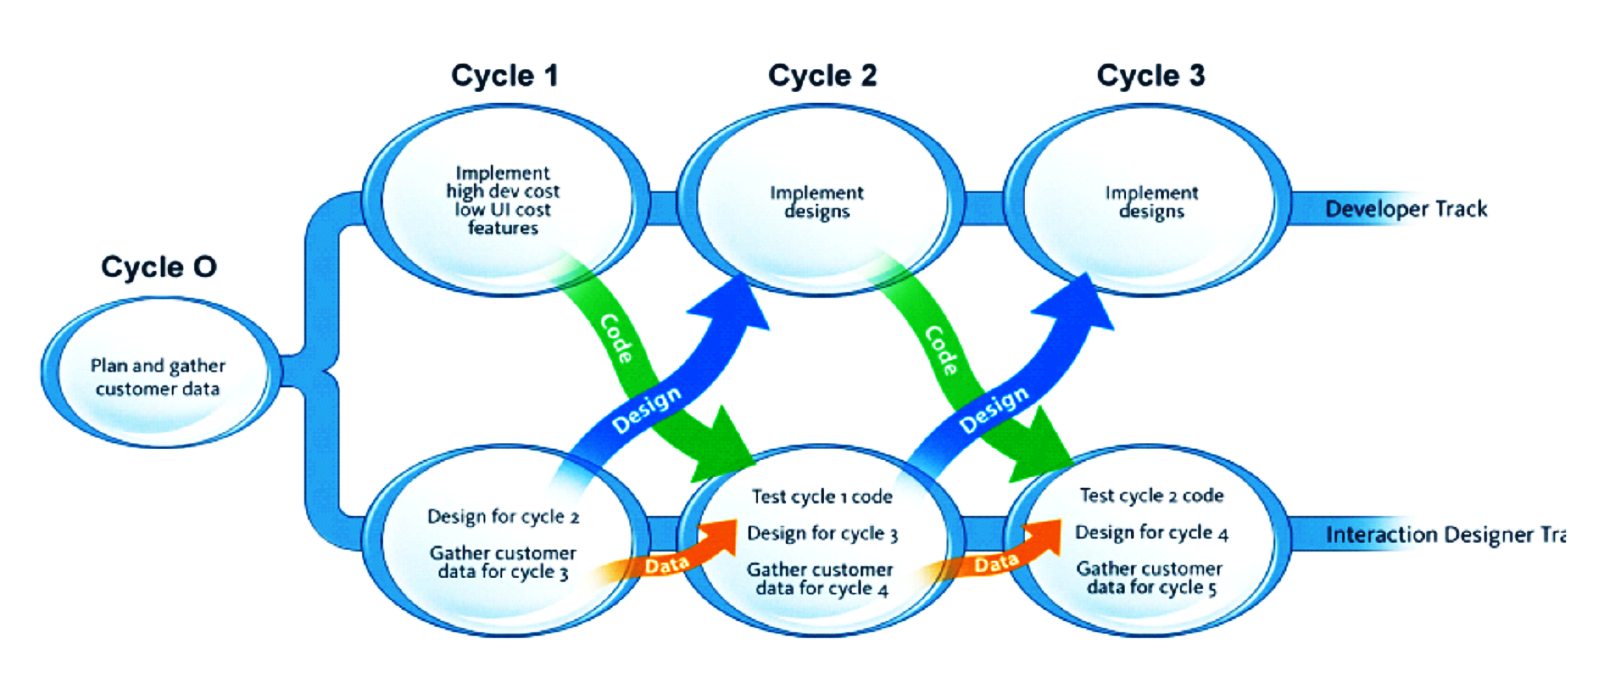 Cycle 1
Cycle 2
Cycle 3
Implement
high dev cost
low UI cost
features
Implement
designs
Implement
designs
Developer Track
Cycle O
Plan and gather
customer data
Code
Design
Code
Design
Design for cycle 2
Gather customer
data for cycle 3
Data
Test cycle 1 code
Design for cycle 3
Gather customer
data for cycle 4
Data
Test cycle 2 code
Design for cycle 4
Gather customer
data for cycle 5
Interaction Designer